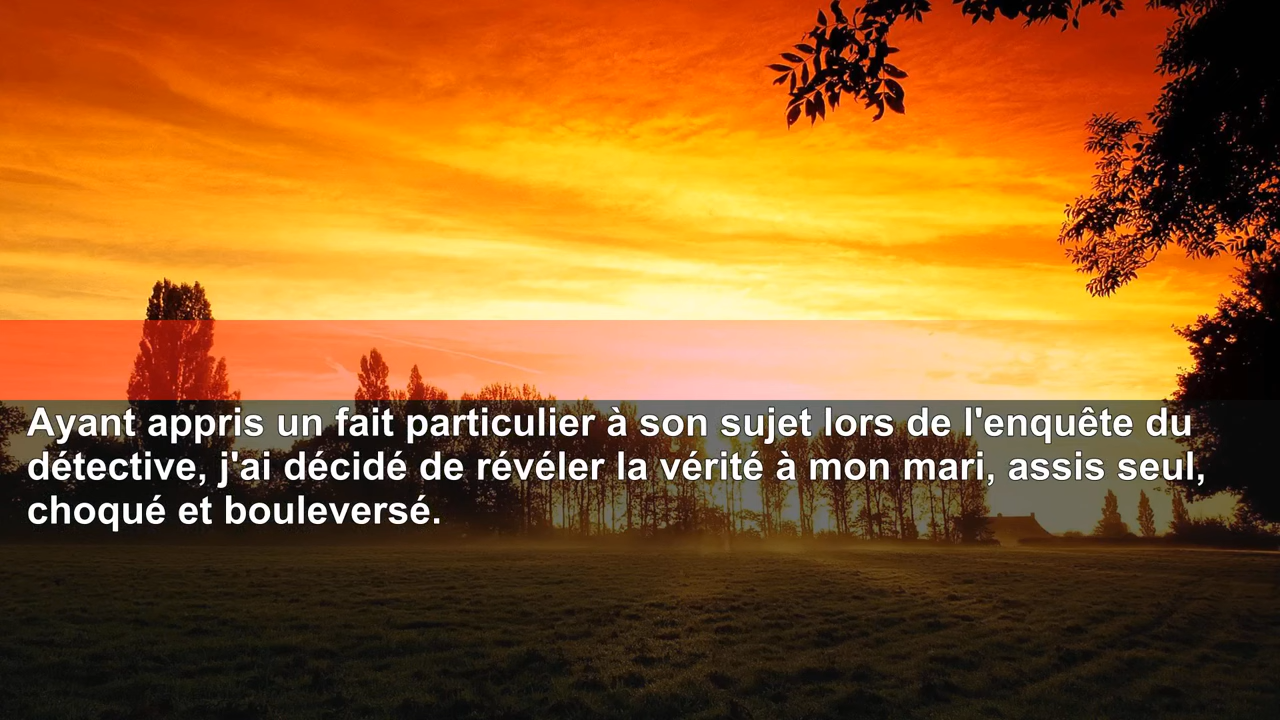 Ayant appris un fait particulier à son sujet lors de l'enquête du
détective, j'ai décidé de révéler la vérité à mon mari, assis seul,
choqué et bouleversé.